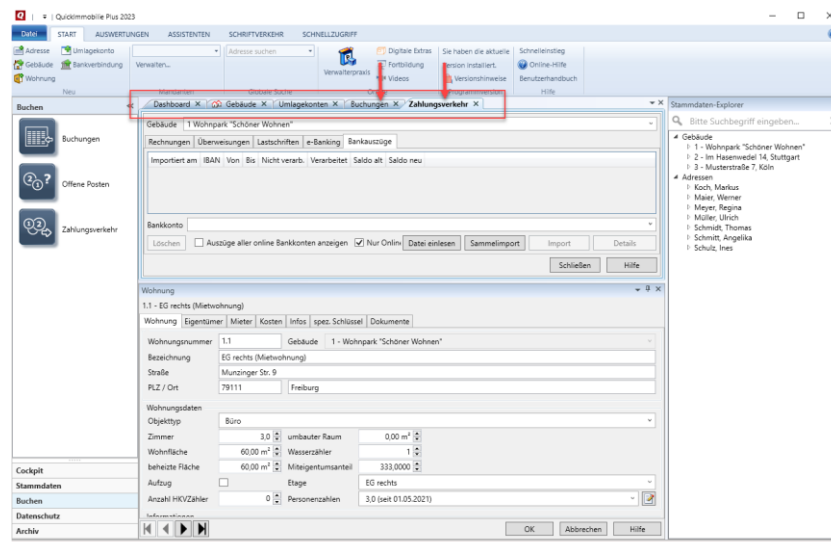 QuickImmobilie Plus 2023
Datei START AUSWERTUNGEN ASSISTENTEN SCHRIFTVERKEHR SCHNELLZUGRIFF
Adresse Umlagekonto Adresse suchen Digitale Extras Sie haben die aktuelle Schnelleinstieg
Gebäude Bankverbindung Verwalten... Fortbildung Version installiert. Online-Hilfe
Wohnung Verwalterpraxis Videos Versionshinweise Benutzerhandbuch
Neu Mandanten Globale Suche Programmversion Hilfe
Buchen
Dashboard Gebäude Umlagekonten Buchungen Zahlungsverkehr
Stammdaten-Explorer
Gebäude 1 Wohnpark "Schöner Wohnen"
Rechnungen Überweisungen Lastschriften e-Banking Bankauszüge
Importiert am IBAN Von Bis Nicht verarb. Verarbeitet Saldo alt Saldo neu
Bankkonto
Löschen Auszüge aller online Bankkonten anzeigen Nur Online Datei einlesen Sammelimport Import Details
Schließen Hilfe
Buchungen
Offene Posten
Zahlungsverkehr
Bitte Suchbegriff eingeben...
Gebäude
1 - Wohnpark "Schöner Wohnen"
2 - Im Hasenwedel 14, Stuttgart
3 - Musterstraße 7, Köln
Adressen
Koch, Markus
Maier, Werner
Meyer, Regina
Müller, Ulrich
Schmidt, Thomas
Schmitt, Angelika
Schulz, Ines
Wohnung
1.1 - EG rechts (Mietwohnung)
Wohnung Eigentümer Mieter Kosten Infos spez. Schlüssel Dokumente
Wohnungsnummer 1.1 Gebäude 1 - Wohnpark "Schöner Wohnen"
Bezeichnung EG rechts (Mietwohnung)
Straße Munzinger Str. 9
PLZ / Ort 79111 Freiburg
Wohnungsdaten
Objekttyp Büro
Zimmer 3,0 umbauter Raum 0,00 m³
Wohnfläche 60,00 m² Wasserzähler 1
beheizte Fläche 60,00 m² Miteigentumsanteil 333,0000
Aufzug Etage EG rechts
Anzahl HKVZähler 0 Personenzahlen 3,0 (seit 01.05.2021)
Informationen
OK Abbrechen Hilfe
Cockpit
Stammdaten
Buchen
Datenschutz
Archiv